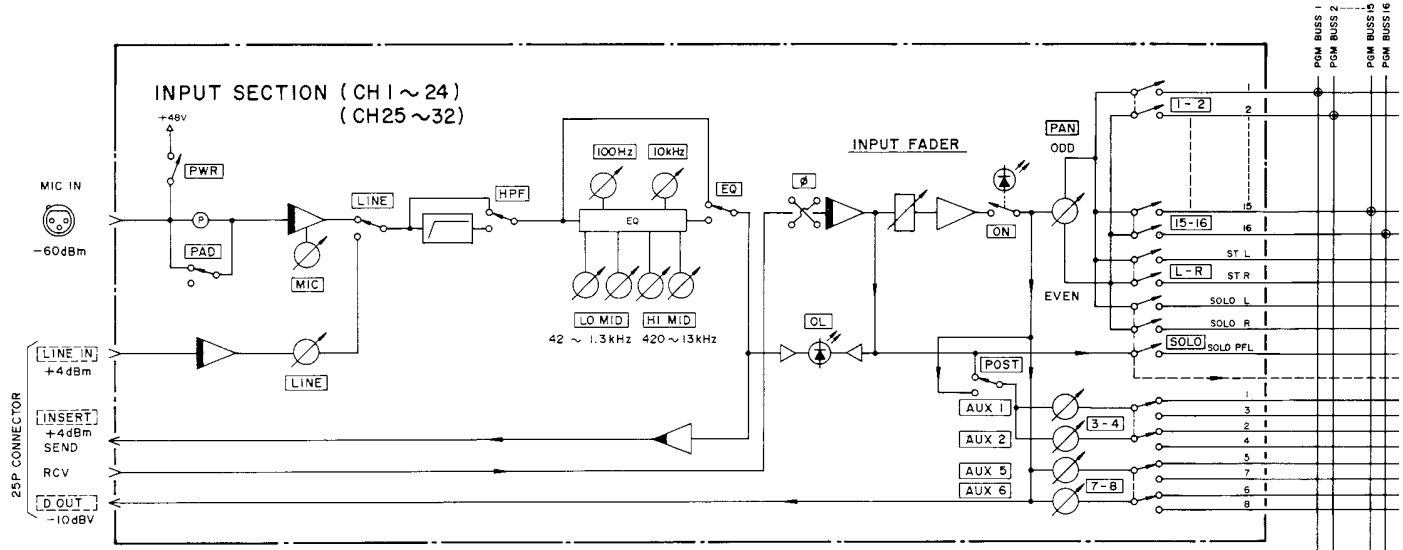 PGM BUSS 1
PGM BUSS 2
PGM BUSS 15
PGM BUSS 16
INPUT SECTION (CH 1 ~ 24)
(CH25 ~ 32)
+48V
PWR
MIC IN
-60dBm
P
PAD
MIC
LINE
HPF
100Hz
10kHz
EQ
EQ
LO MID
HI MID
42 ~ 1.3kHz
420 ~ 13kHz
INPUT FADER
ø
ON
OL
PAN
ODD
EVEN
1-2
15-16
L-R
SOLO
1
2
15
16
ST L
ST R
SOLO L
SOLO R
SOLO PFL
POST
AUX 1
AUX 2
AUX 5
AUX 6
3-4
7-8
1
3
2
4
5
7
6
8
25P CONNECTOR
LINE IN
+4dBm
LINE
INSERT
+4dBm
SEND
RCV
D OUT
-10dBV